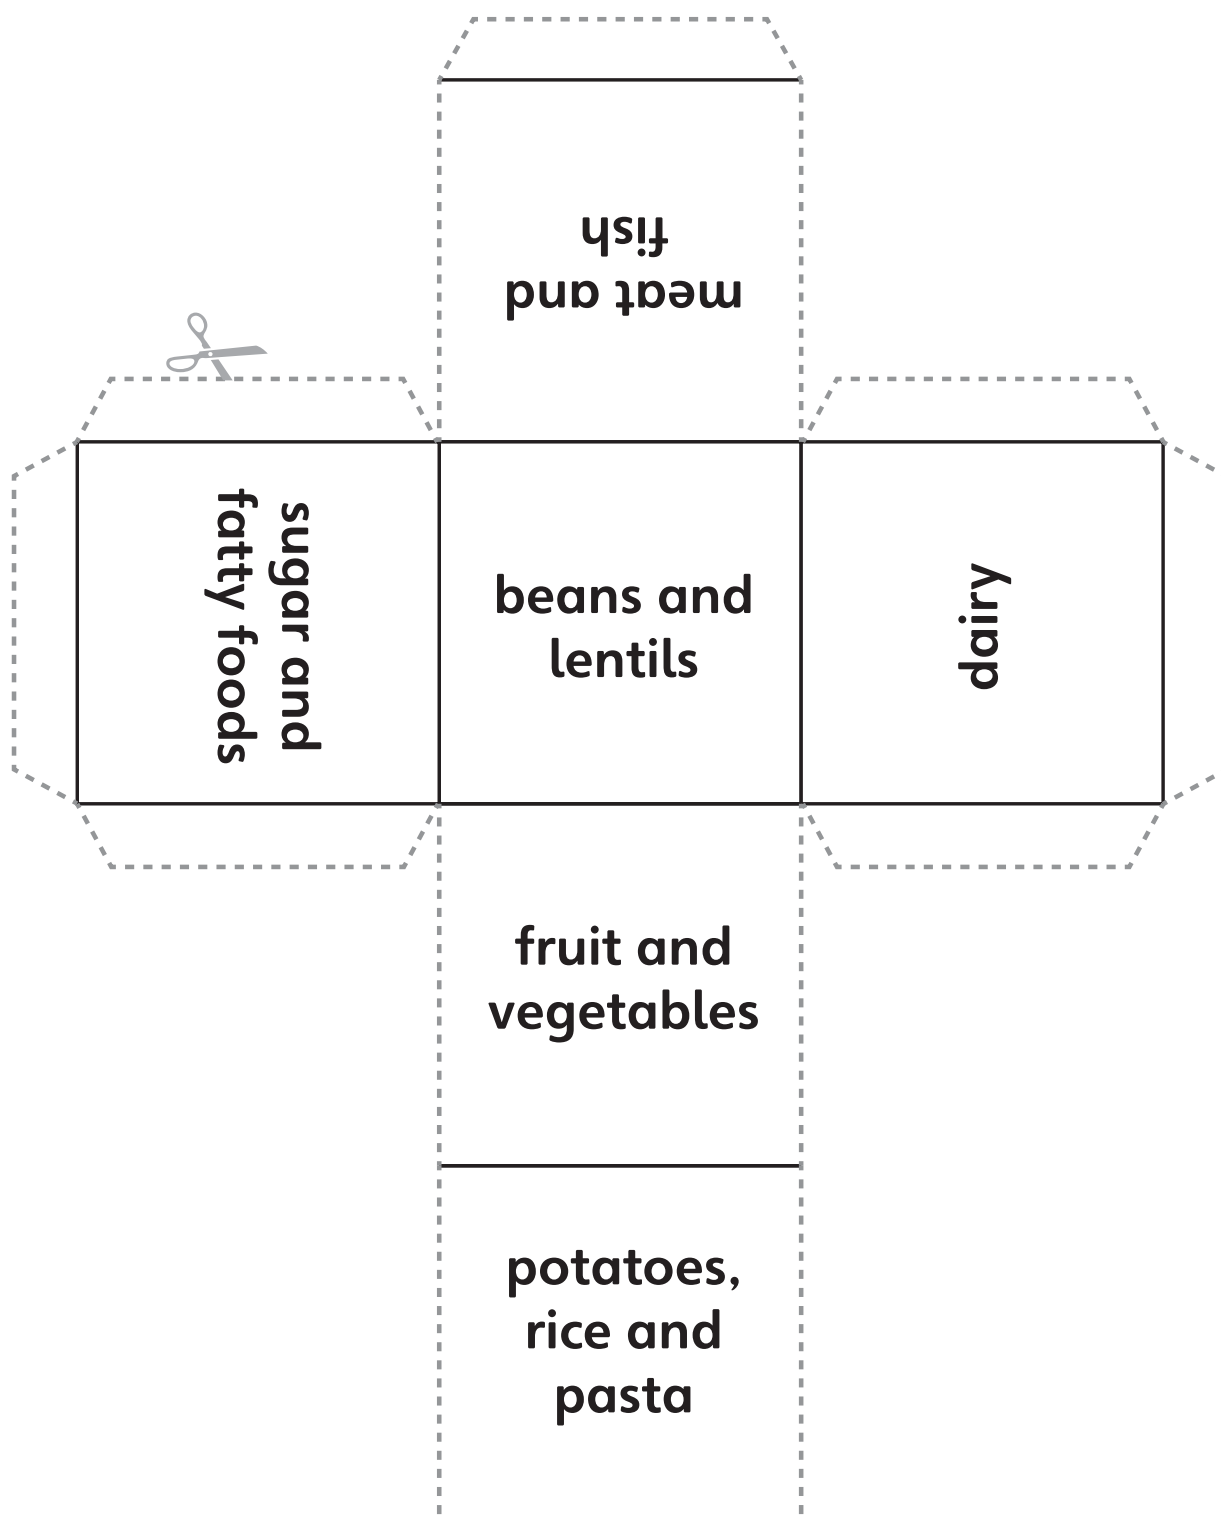 meat and
fish
sugar and
fatty foods
beans and
lentils
dairy
fruit and
vegetables
potatoes,
rice and
pasta